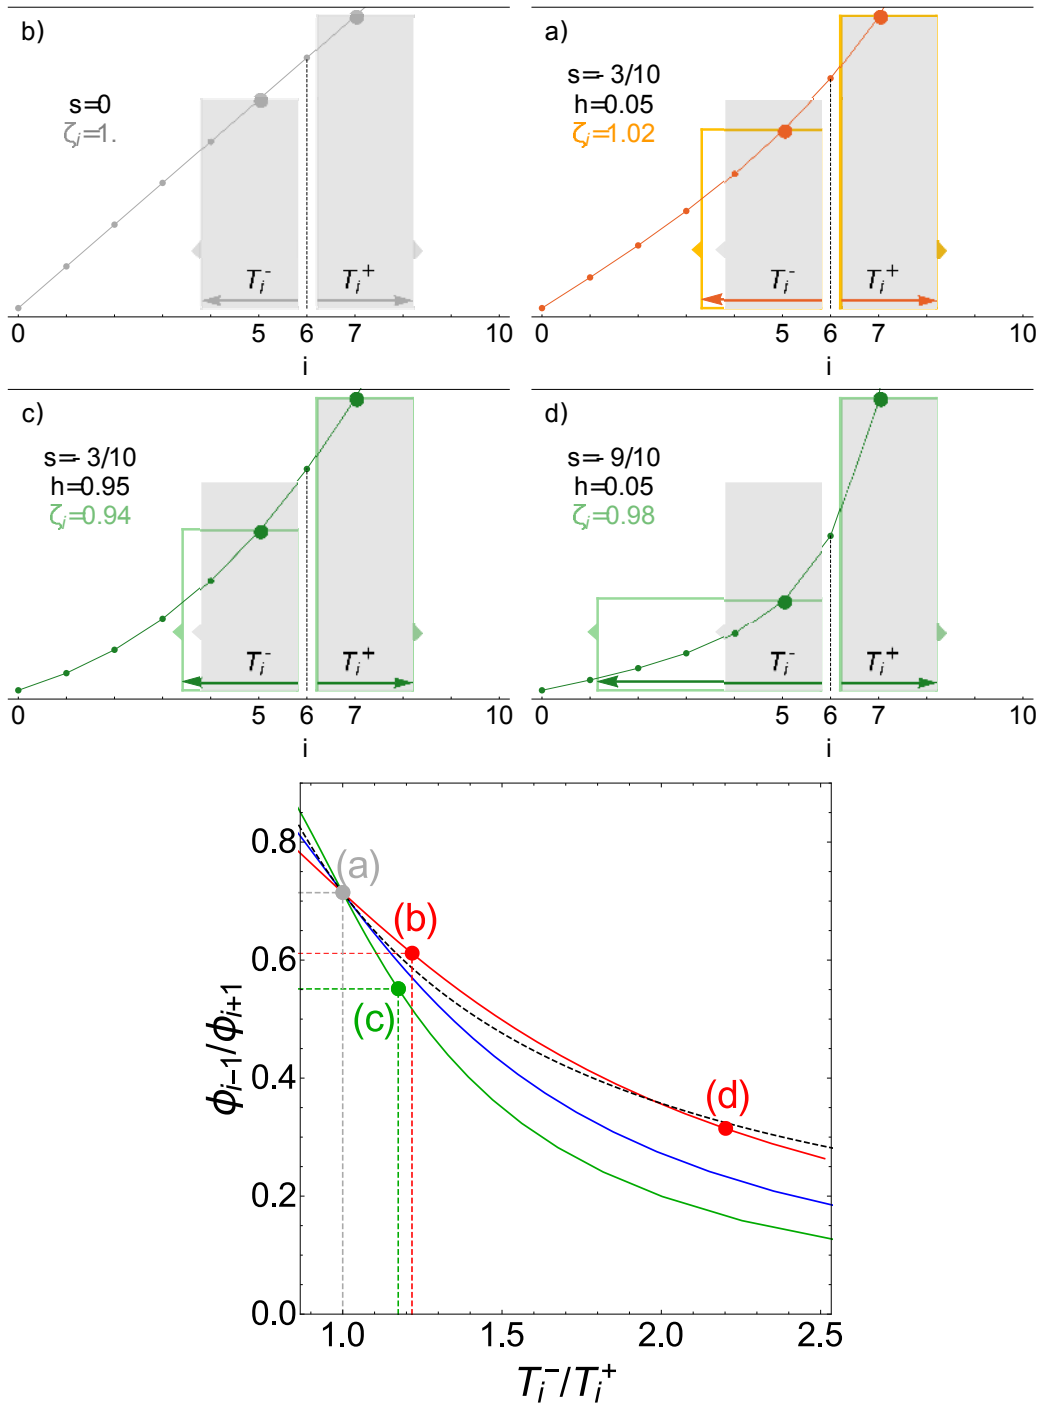 b)
s=0
ζi=1.
Ti-
Ti+
0 5 6 7 10
i
a)
s=- 3/10
h=0.05
ζi=1.02
Ti-
Ti+
0 5 6 7 10
i
c)
s=- 3/10
h=0.95
ζi=0.94
Ti-
Ti+
0 5 6 7 10
i
d)
s=- 9/10
h=0.05
ζi=0.98
Ti-
Ti+
0 5 6 7 10
i
ϕi−1/ϕi+1
0.8
0.6
0.4
0.2
0.0
(a)
(b)
(c)
(d)
1.0 1.5 2.0 2.5
Ti−/Ti+